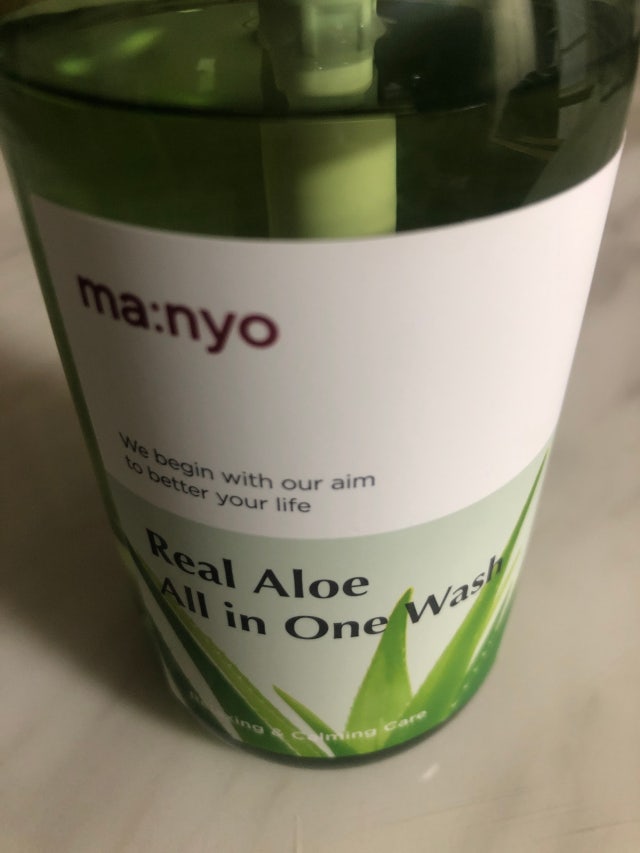 ma:nyo
We begin with our aim
to better your life
Real Aloe
All in One Wash
Relaxing & Calming Care